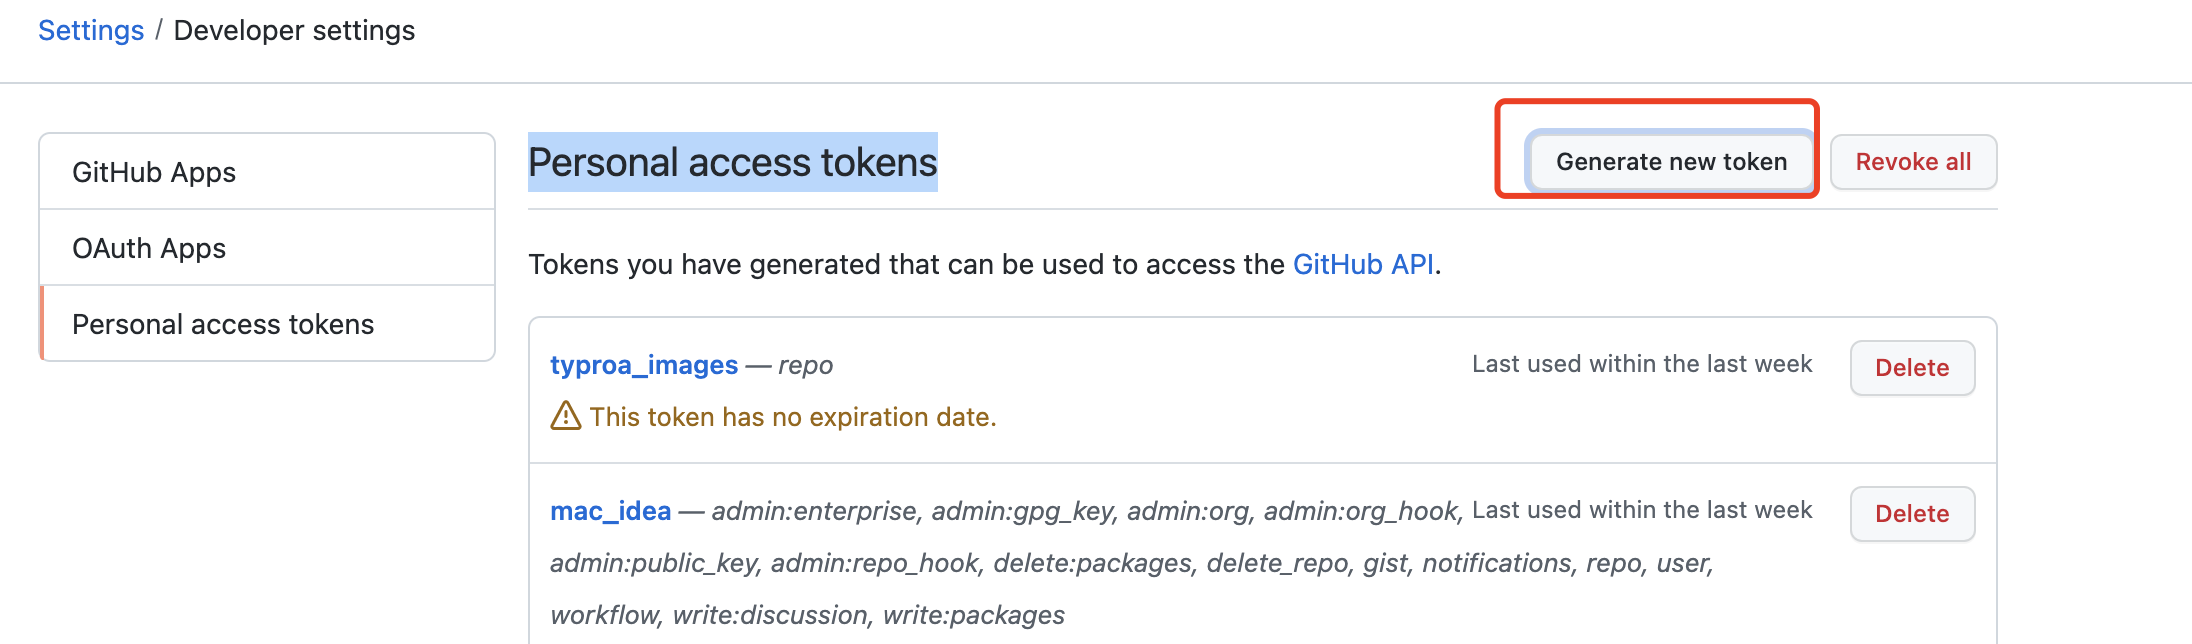 Settings / Developer settings
GitHub Apps
OAuth Apps
Personal access tokens
Personal access tokens
Generate new token
Revoke all
Tokens you have generated that can be used to access the GitHub API.
typroa_images — repo
Last used within the last week
Delete
This token has no expiration date.
mac_idea — admin:enterprise, admin:gpg_key, admin:org, admin:org_hook,
Last used within the last week
Delete
admin:public_key, admin:repo_hook, delete:packages, delete_repo, gist, notifications, repo, user,
workflow, write:discussion, write:packages